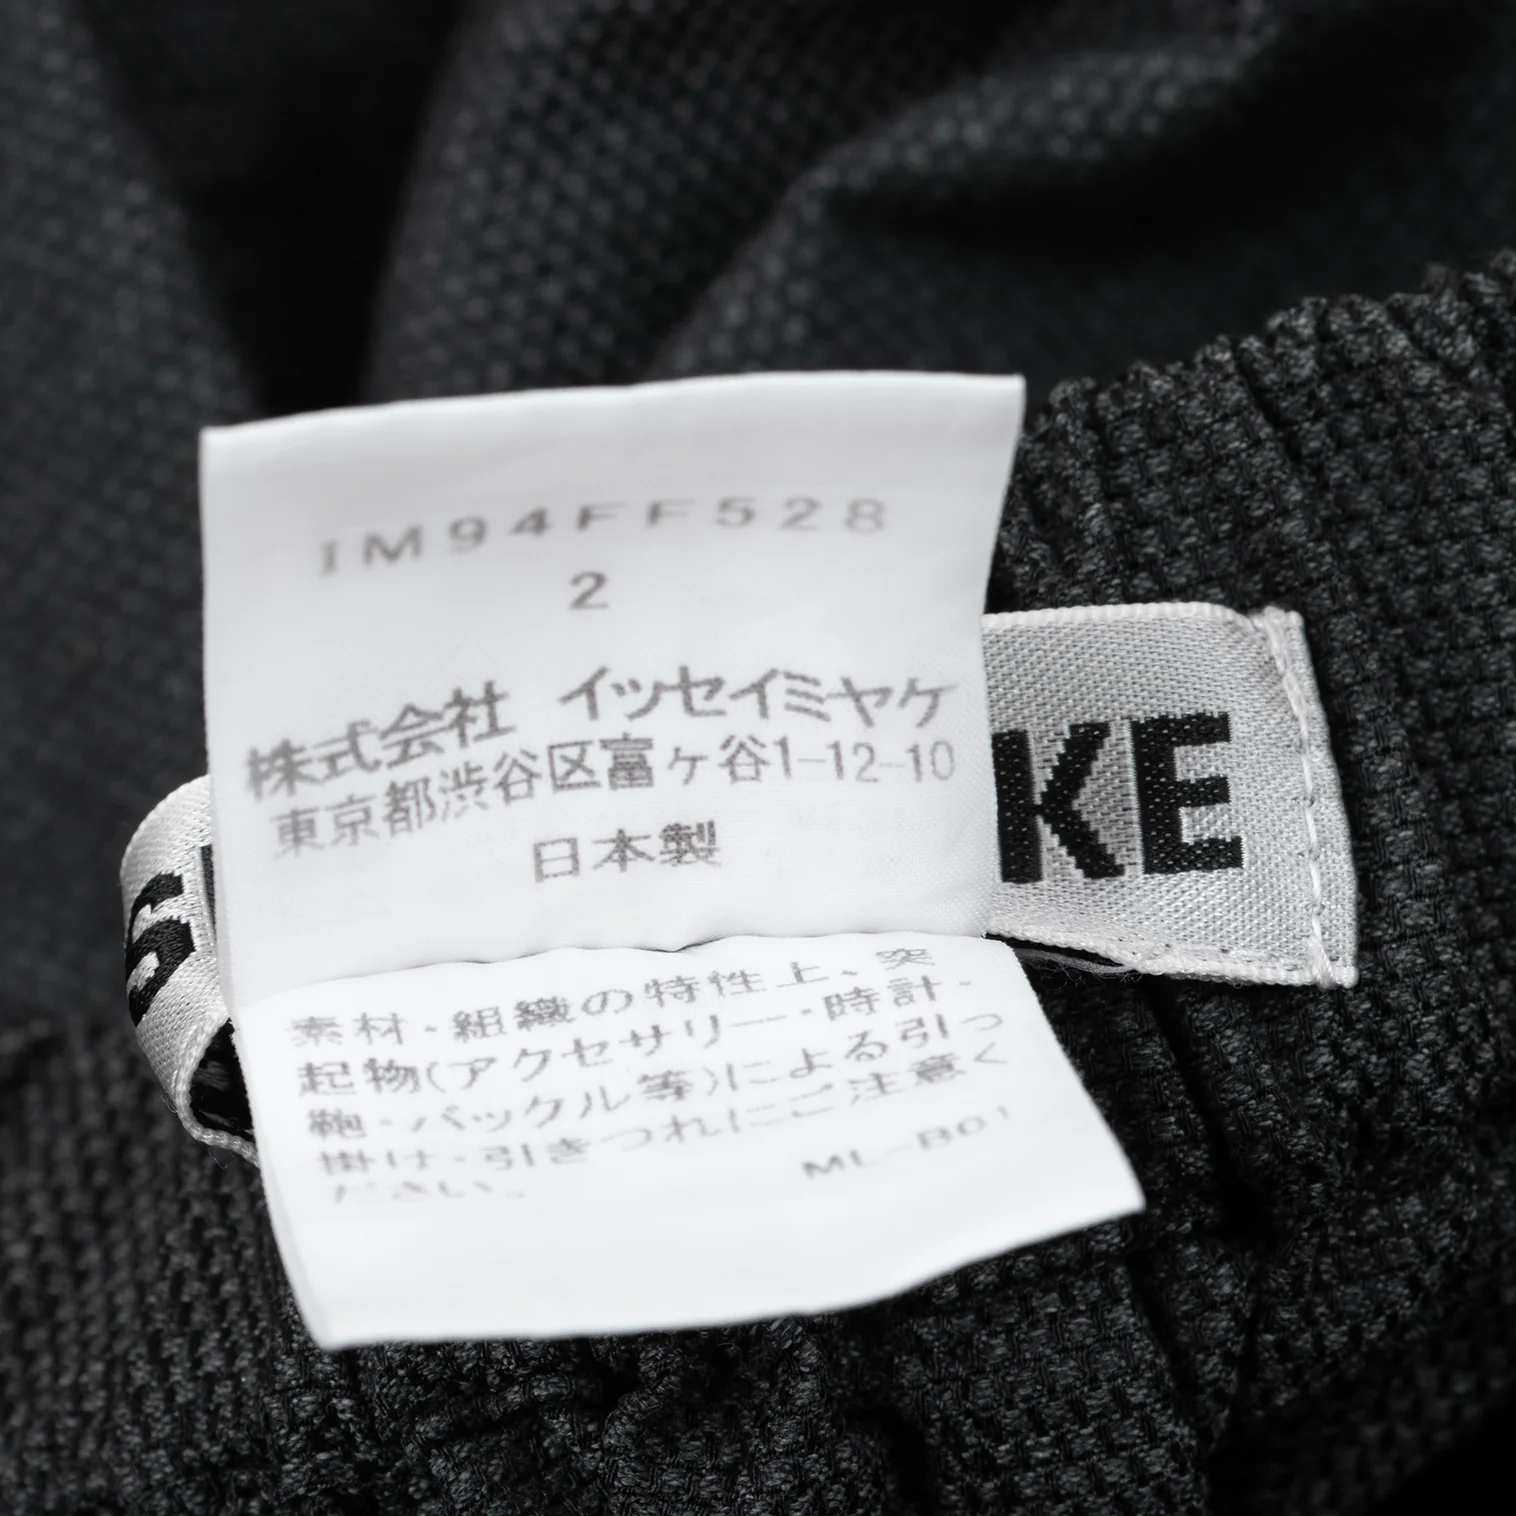 IM94FF528
2
株式会社 イッセイミヤケ
東京都渋谷区富ヶ谷1-12-10
日本製
KE
素材・組織の特性上、突
起物(アクセサリー・時計・
鞄・バックル等)による引っ
掛け・引きつれにご注意く
ださい。
ML-B01